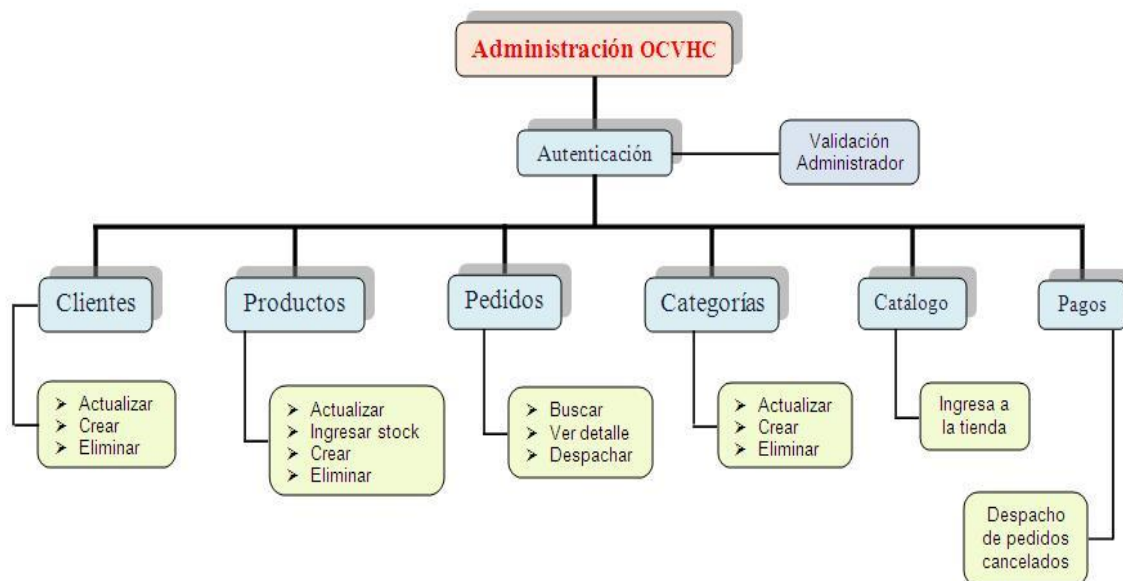 Administración OCVHC
Autenticación
Validación
Administrador
Clientes
Productos
Pedidos
Categorías
Catálogo
Pagos
➢ Actualizar
➢ Crear
➢ Eliminar
➢ Actualizar
➢ Ingresar stock
➢ Crear
➢ Eliminar
➢ Buscar
➢ Ver detalle
➢ Despachar
➢ Actualizar
➢ Crear
➢ Eliminar
Ingresa a
la tienda
Despacho
de pedidos
cancelados